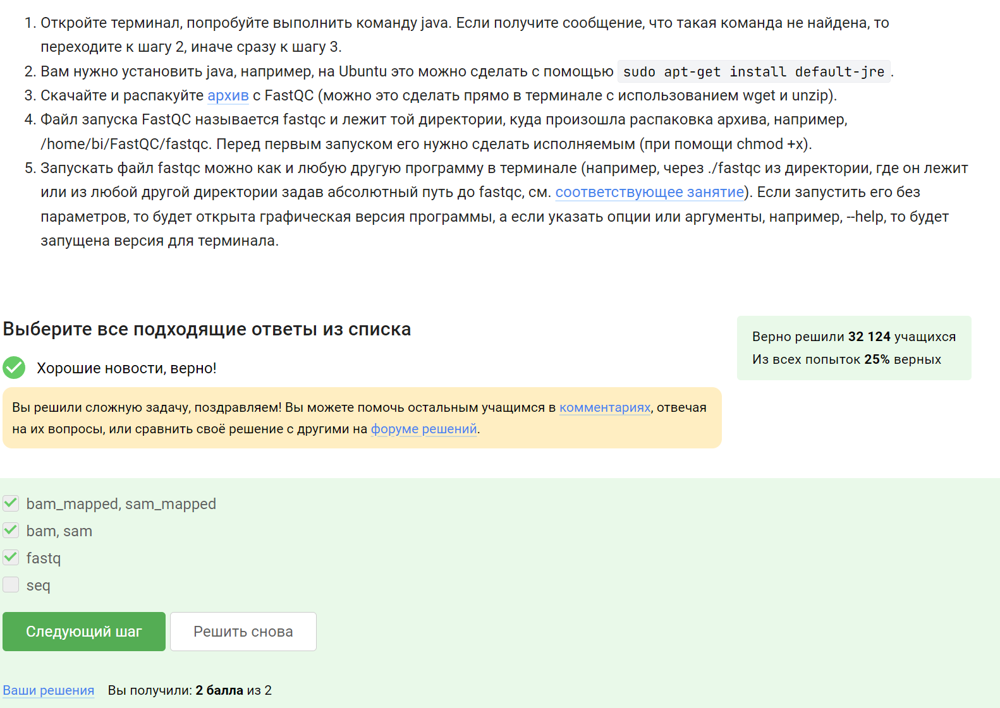 1. Откройте терминал, попробуйте выполнить команду java. Если получите сообщение, что такая команда не найдена, то
переходите к шагу 2, иначе сразу к шагу 3.
2. Вам нужно установить java, например, на Ubuntu это можно сделать с помощью sudo apt-get install default-jre.
3. Скачайте и распакуйте архив с FastQC (можно это сделать прямо в терминале с использованием wget и unzip).
4. Файл запуска FastQC называется fastqc и лежит той директории, куда произошла распаковка архива, например,
/home/bi/FastQC/fastqc. Перед первым запуском его нужно сделать исполняемым (при помощи chmod +x).
5. Запускать файл fastqc можно как и любую другую программу в терминале (например, через ./fastqc из директории, где он лежит
или из любой другой директории задав абсолютный путь до fastqc, см. соответствующее занятие). Если запустить его без
параметров, то будет открыта графическая версия программы, а если указать опции или аргументы, например, --help, то будет
запущена версия для терминала.
Выберите все подходящие ответы из списка
Верно решили 32 124 учащихся
Из всех попыток 25% верных
Хорошие новости, верно!
Вы решили сложную задачу, поздравляем! Вы можете помочь остальным учащимся в комментариях, отвечая
на их вопросы, или сравнить своё решение с другими на форуме решений.
bam_mapped, sam_mapped
bam, sam
fastq
seq
Следующий шаг
Решить снова
Ваши решения Вы получили: 2 балла из 2